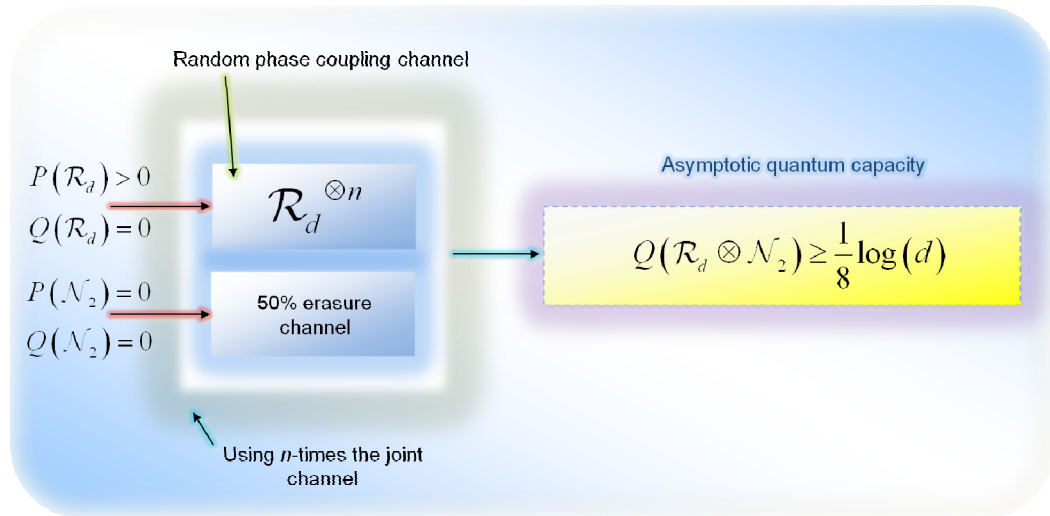 Random phase coupling channel
P(ℛ_d) > 0
Q(ℛ_d) = 0
ℛ_d^{⊗n}
P(𝒩_2) = 0
Q(𝒩_2) = 0
50% erasure
channel
Using n-times the joint
channel
Asymptotic quantum capacity
Q(ℛ_d ⊗ 𝒩_2) ≥ \frac{1}{8} log(d)